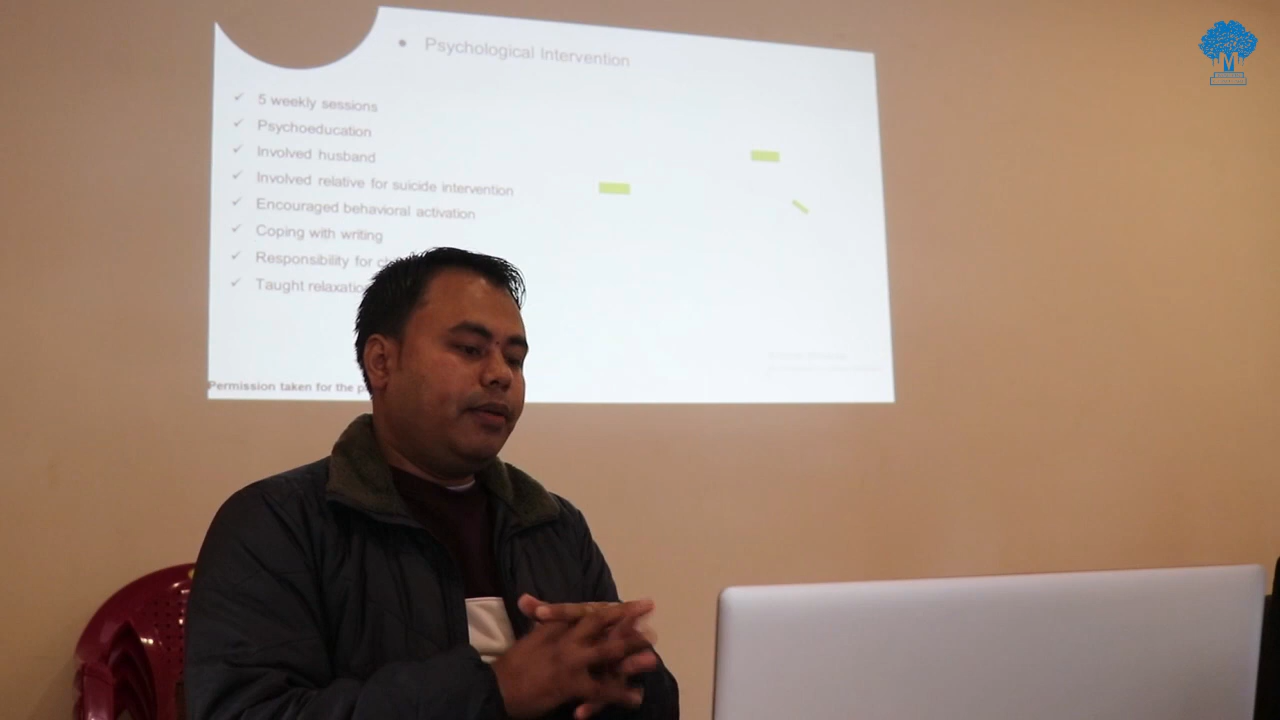 Psychological Intervention
5 weekly sessions
Psychoeducation
Involved husband
Involved relative for suicide intervention
Encouraged behavioral activation
Coping with writing
Responsibility for
Taught relaxation
Permission taken for the
M